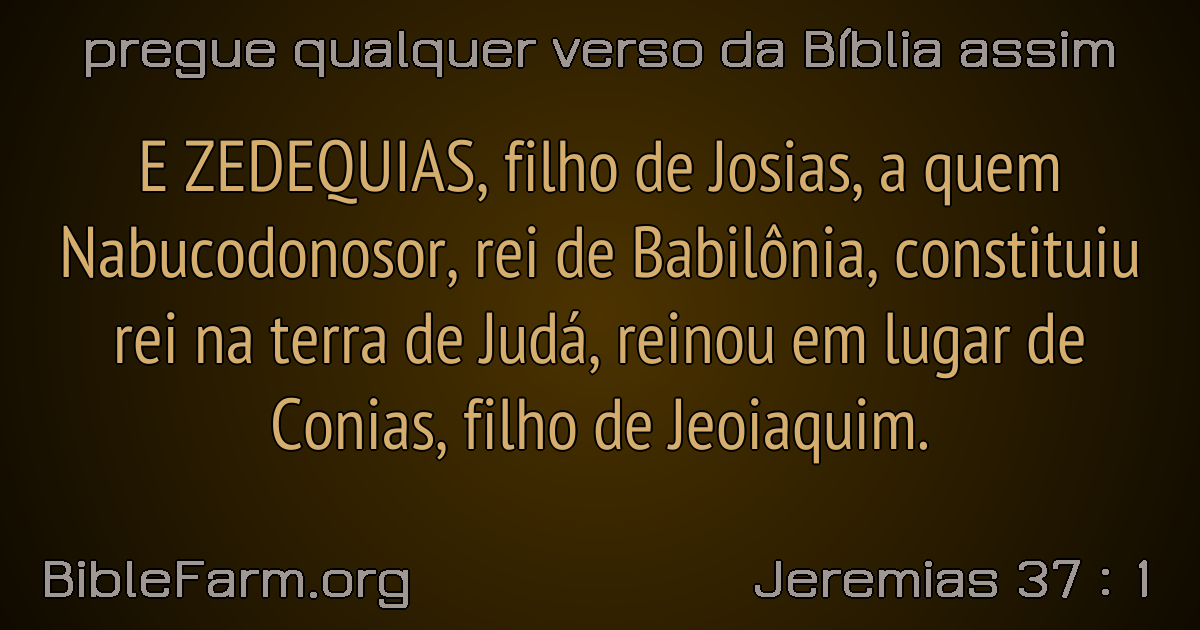 pregue qualquer verso da Bíblia assim
E ZEDEQUIAS, filho de Josias, a quem
Nabucodonosor, rei de Babilônia, constituiu
rei na terra de Judá, reinou em lugar de
Conias, filho de Jeoiaquim.
BibleFarm.org
Jeremias 37 : 1